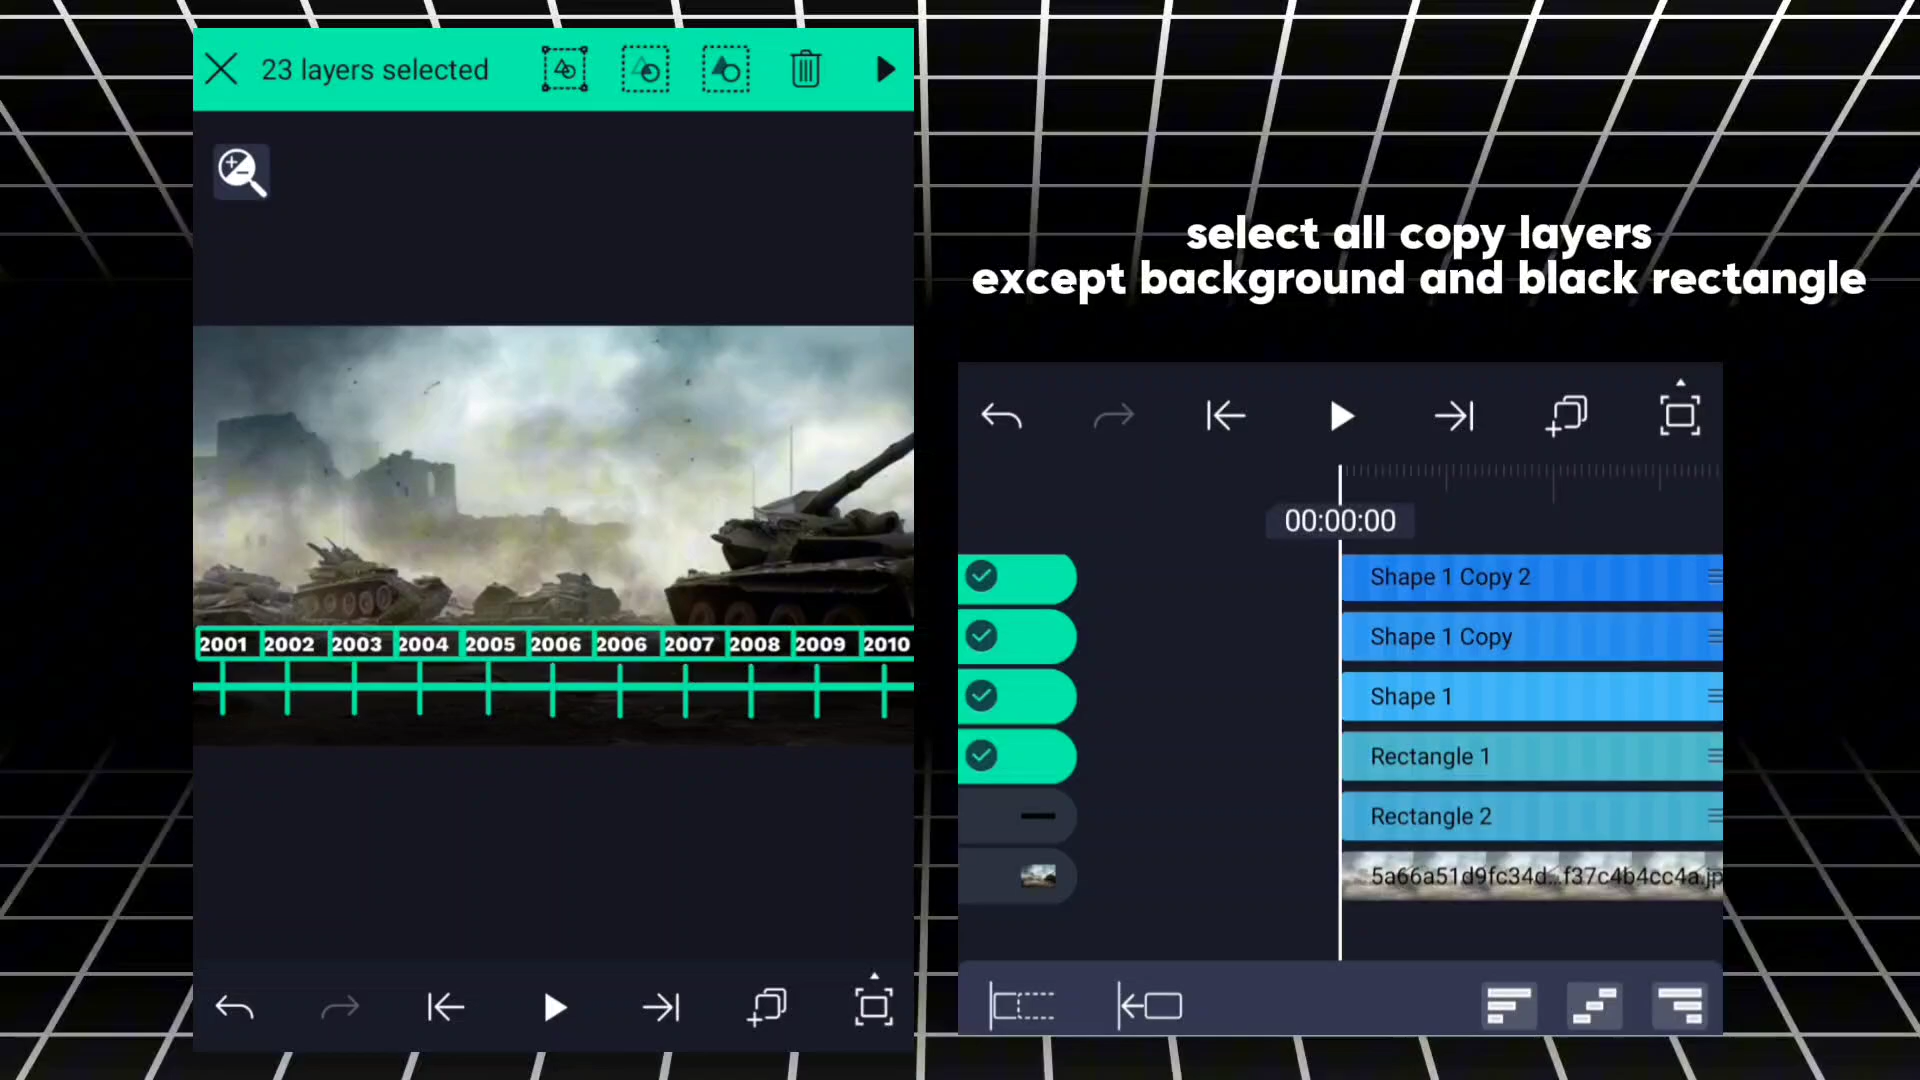 23 layers selected
select all copy layers
except background and black rectangle
2001 2002 2003 2004 2005 2006 2006 2007 2008 2009 2010
00:00:00
Shape 1 Copy 2
Shape 1 Copy
Shape 1
Rectangle 1
Rectangle 2
5a66a51d9fc34d...f37c4b4cc4a.jp